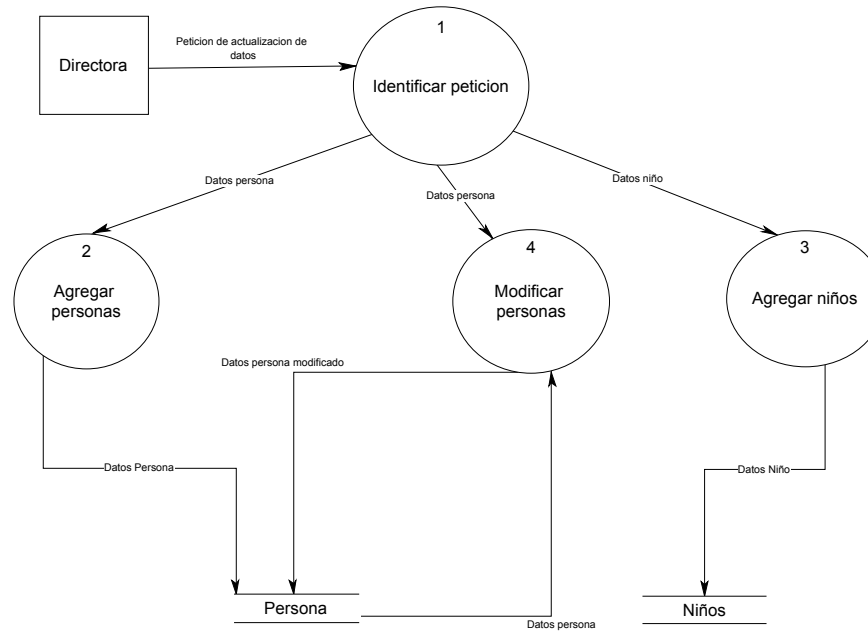 1
Peticion de actualizacion de
datos
Directora
Identificar peticion
Datos persona
Datos persona
Datos niño
2
4
3
Agregar
personas
Modificar
personas
Agregar niños
Datos persona modificado
Datos Persona
Datos Niño
Persona
Niños
Datos persona